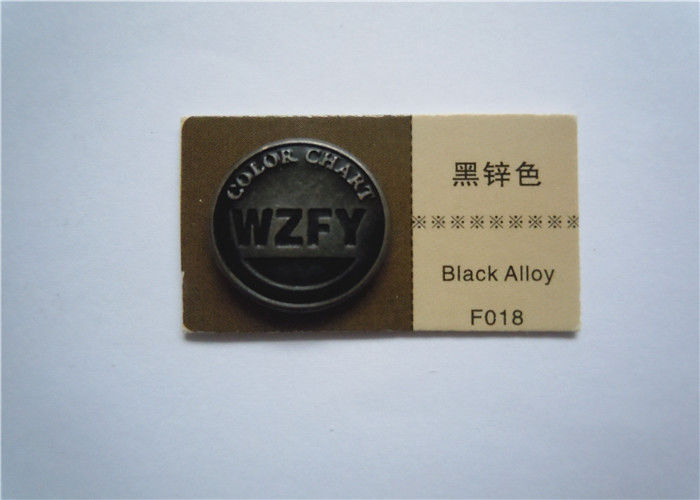 COLOR CHART
WZFY
黑锌色
※※※※※※※※※
Black Alloy
F018